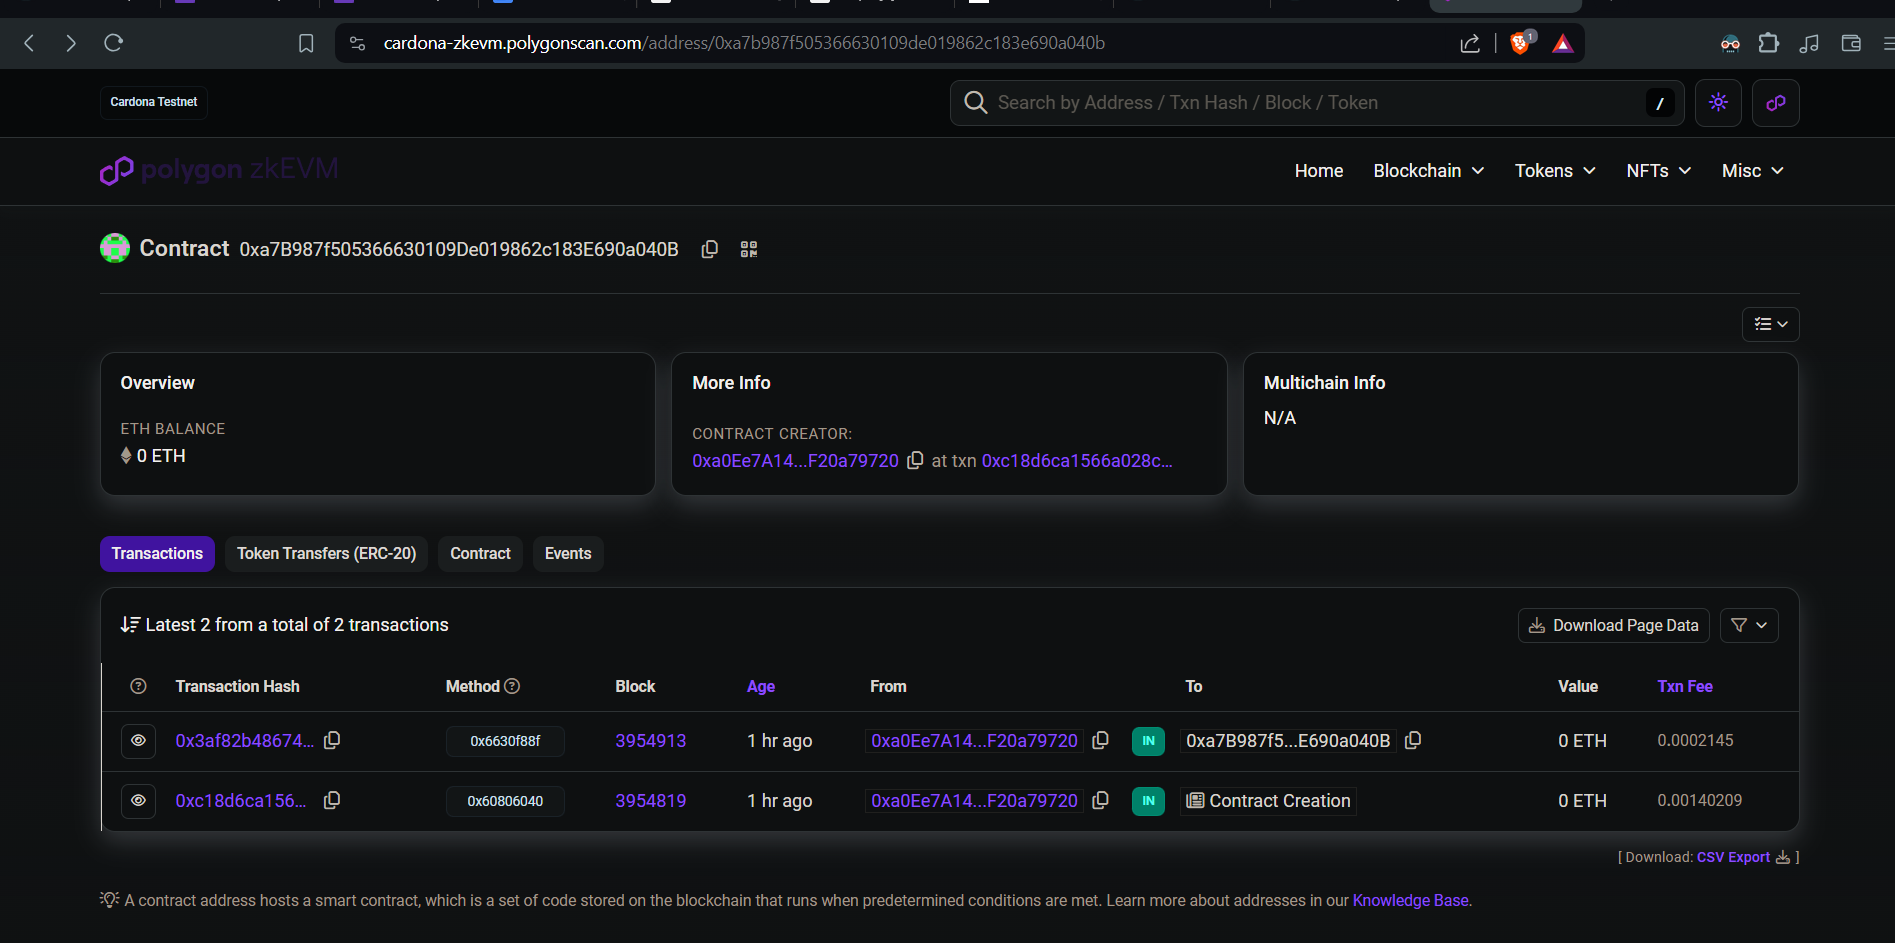 cardona-zkevm.polygonscan.com/address/0xa7b987f505366630109de019862c183e690a040b
1
Cardona Testnet
Search by Address / Txn Hash / Block / Token
/
polygon zkEVM
Home Blockchain Tokens NFTs Misc
Contract 0xa7B987f505366630109De019862c183E690a040B
Overview
ETH BALANCE
0 ETH
More Info
CONTRACT CREATOR:
0xa0Ee7A14...F20a79720 at txn 0xc18d6ca1566a028c...
Multichain Info
N/A
Transactions Token Transfers (ERC-20) Contract Events
Latest 2 from a total of 2 transactions
Download Page Data
Transaction Hash Method Block Age From To Value Txn Fee
0x3af82b48674... 0x6630f88f 3954913 1 hr ago 0xa0Ee7A14...F20a79720 IN 0xa7B987f5...E690a040B 0 ETH 0.0002145
0xc18d6ca156... 0x60806040 3954819 1 hr ago 0xa0Ee7A14...F20a79720 IN Contract Creation 0 ETH 0.00140209
[ Download: CSV Export ]
A contract address hosts a smart contract, which is a set of code stored on the blockchain that runs when predetermined conditions are met. Learn more about addresses in our Knowledge Base.